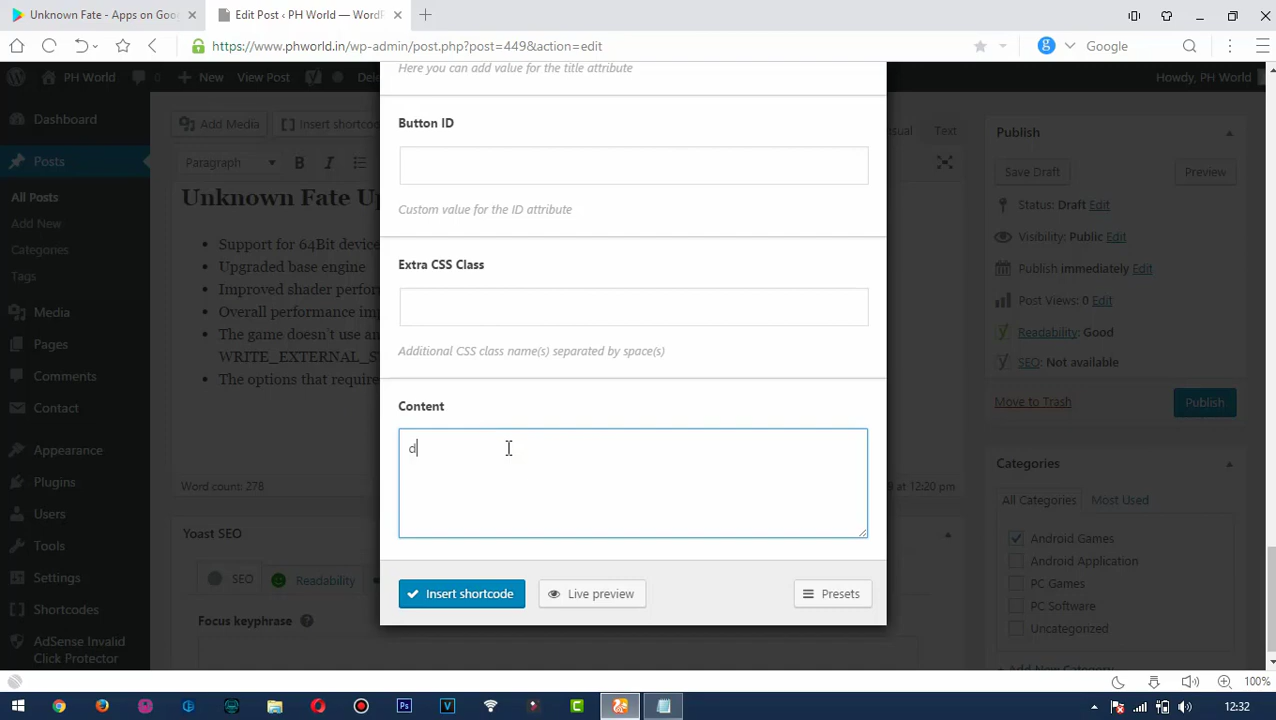 Unknown Fate - Apps on Goo
Edit Post ‹ PH World — WordP
https://www.phworld.in/wp-admin/post.php?post=449&action=edit
Google
PH World
New
View Post
Howdy, PH World
Here you can add value for the title attribute
Dashboard
Posts
All Posts
Add New
Categories
Tags
Media
Pages
Comments
Contact
Appearance
Plugins
Users
Tools
Settings
Shortcodes
AdSense Invalid
Click Protector
Add Media
Insert shortcod
Paragraph
B
I
Text
Unknown Fate Up
Support for 64Bit device
Upgraded base engine
Improved shader perfor
Overall performance im
The game doesn't use an
WRITE_EXTERNAL_S
The options that require
Word count: 278
9 at 12:20 pm
Yoast SEO
SEO
Readability
Focus keyphrase
Button ID
Custom value for the ID attribute
Extra CSS Class
Additional CSS class name(s) separated by space(s)
Content
d
Insert shortcode
Live preview
Presets
Publish
Save Draft
Preview
Status: Draft Edit
Visibility: Public Edit
Publish immediately Edit
Post Views: 0 Edit
Readability: Good
SEO: Not available
Move to Trash
Publish
Categories
All Categories
Most Used
Android Games
Android Application
PC Games
PC Software
Uncategorized
+ Add New Category
100%
12:32